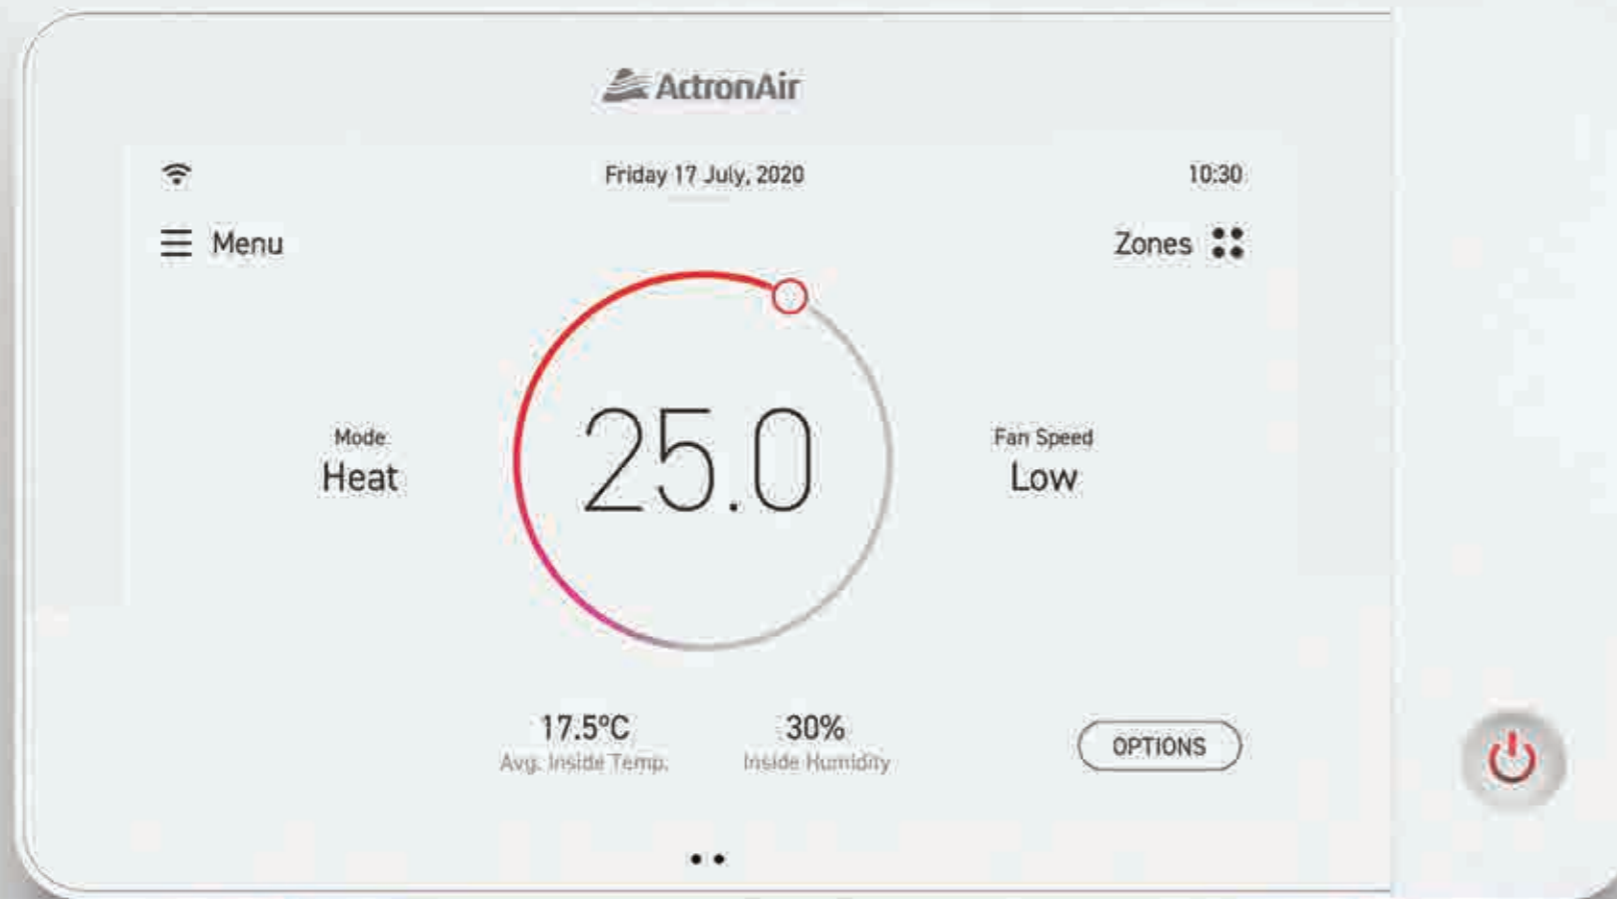 ActronAir
Friday 17 July, 2020
10:30
Menu
Zones
Mode
Heat
25.0
Fan Speed
Low
17.5ºC
Avg. Inside Temp.
30%
Inside Humidity
OPTIONS